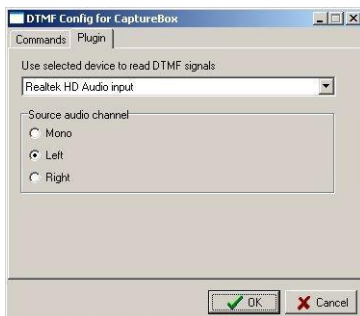 DTMF Config for CaptureBox
Commands Plugin
Use selected device to read DTMF signals
Realtek HD Audio input
Source audio channel
Mono
Left
Right
OK Cancel